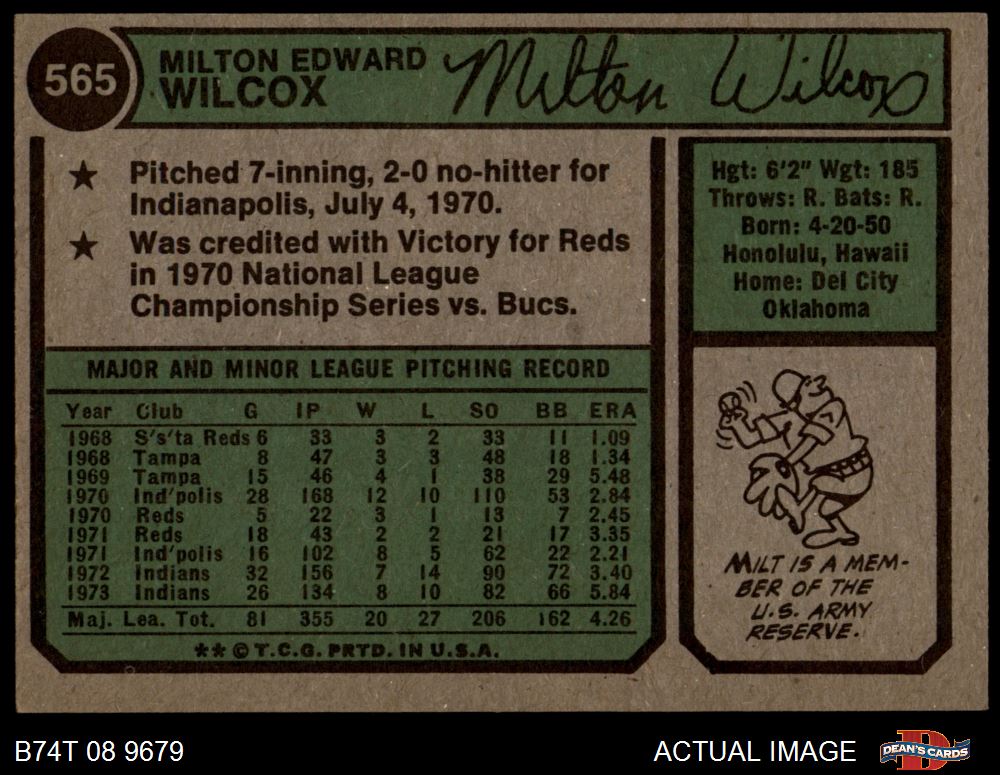 565
MILTON EDWARD
WILCOX
Milton Wilcox
★ Pitched 7-inning, 2-0 no-hitter for
Indianapolis, July 4, 1970.
★ Was credited with Victory for Reds
in 1970 National League
Championship Series vs. Bucs.
Hgt: 6'2" Wgt: 185
Throws: R. Bats: R.
Born: 4-20-50
Honolulu, Hawaii
Home: Del City
Oklahoma
MAJOR AND MINOR LEAGUE PITCHING RECORD
Year Club G IP W L SO BB ERA
1968 S's'ta Reds 6 33 3 2 33 11 1.09
1968 Tampa 8 47 3 3 48 18 1.34
1969 Tampa 15 46 4 1 38 29 5.48
1970 Ind'polis 28 168 12 10 110 53 2.84
1970 Reds 5 22 3 1 13 7 2.45
1971 Reds 18 43 2 2 21 17 3.35
1971 Ind'polis 16 102 8 5 62 22 2.21
1972 Indians 32 156 7 14 90 72 3.40
1973 Indians 26 134 8 10 82 66 5.84
Maj. Lea. Tot. 81 355 20 27 206 162 4.26
** © T.C.G. PRTD. IN U.S.A.
MILT IS A MEM-
BER OF THE
U.S. ARMY
RESERVE.
B74T 08 9679
ACTUAL IMAGE
DEAN'S CARDS